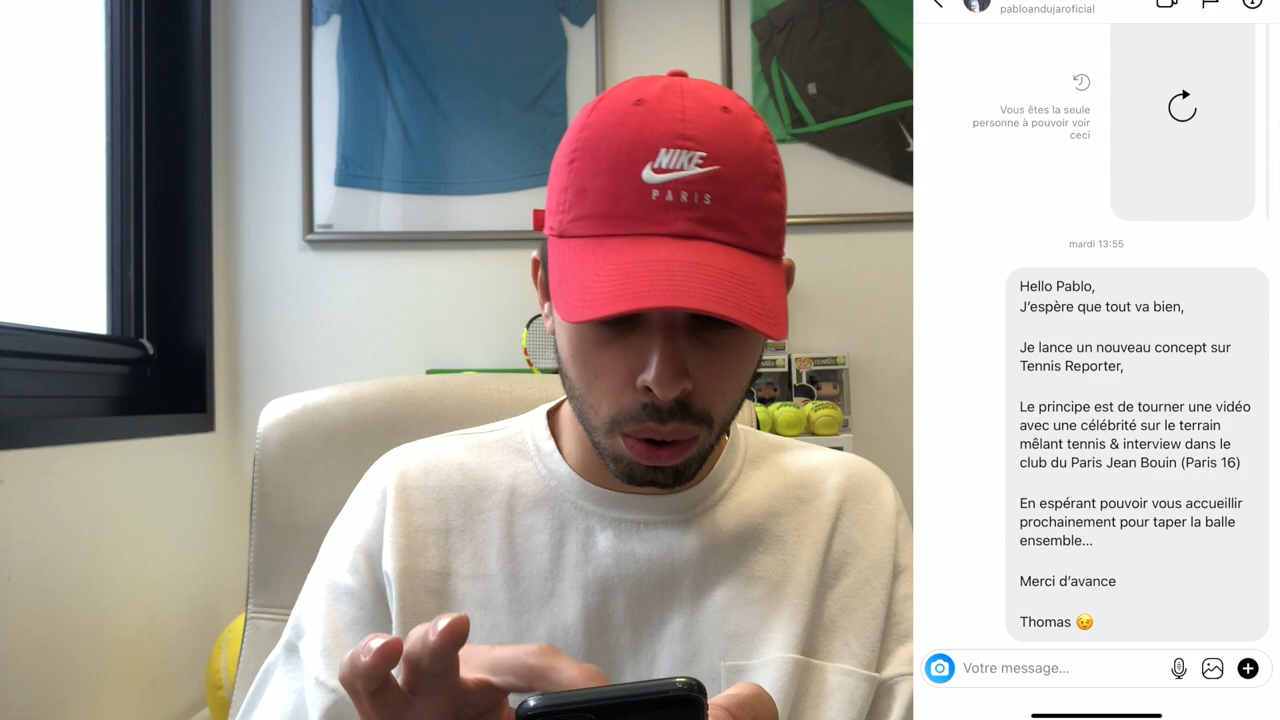 pabloandujaroficial
Vous êtes la seule
personne à pouvoir voir
ceci
mardi 13:55
Hello Pablo,
J'espère que tout va bien,
Je lance un nouveau concept sur
Tennis Reporter,
Le principe est de tourner une vidéo
avec une célébrité sur le terrain
mêlant tennis & interview dans le
club du Paris Jean Bouin (Paris 16)
En espérant pouvoir vous accueillir
prochainement pour taper la balle
ensemble...
Merci d'avance
Thomas 😉
Votre message...
NIKE
PARIS
TENNIS